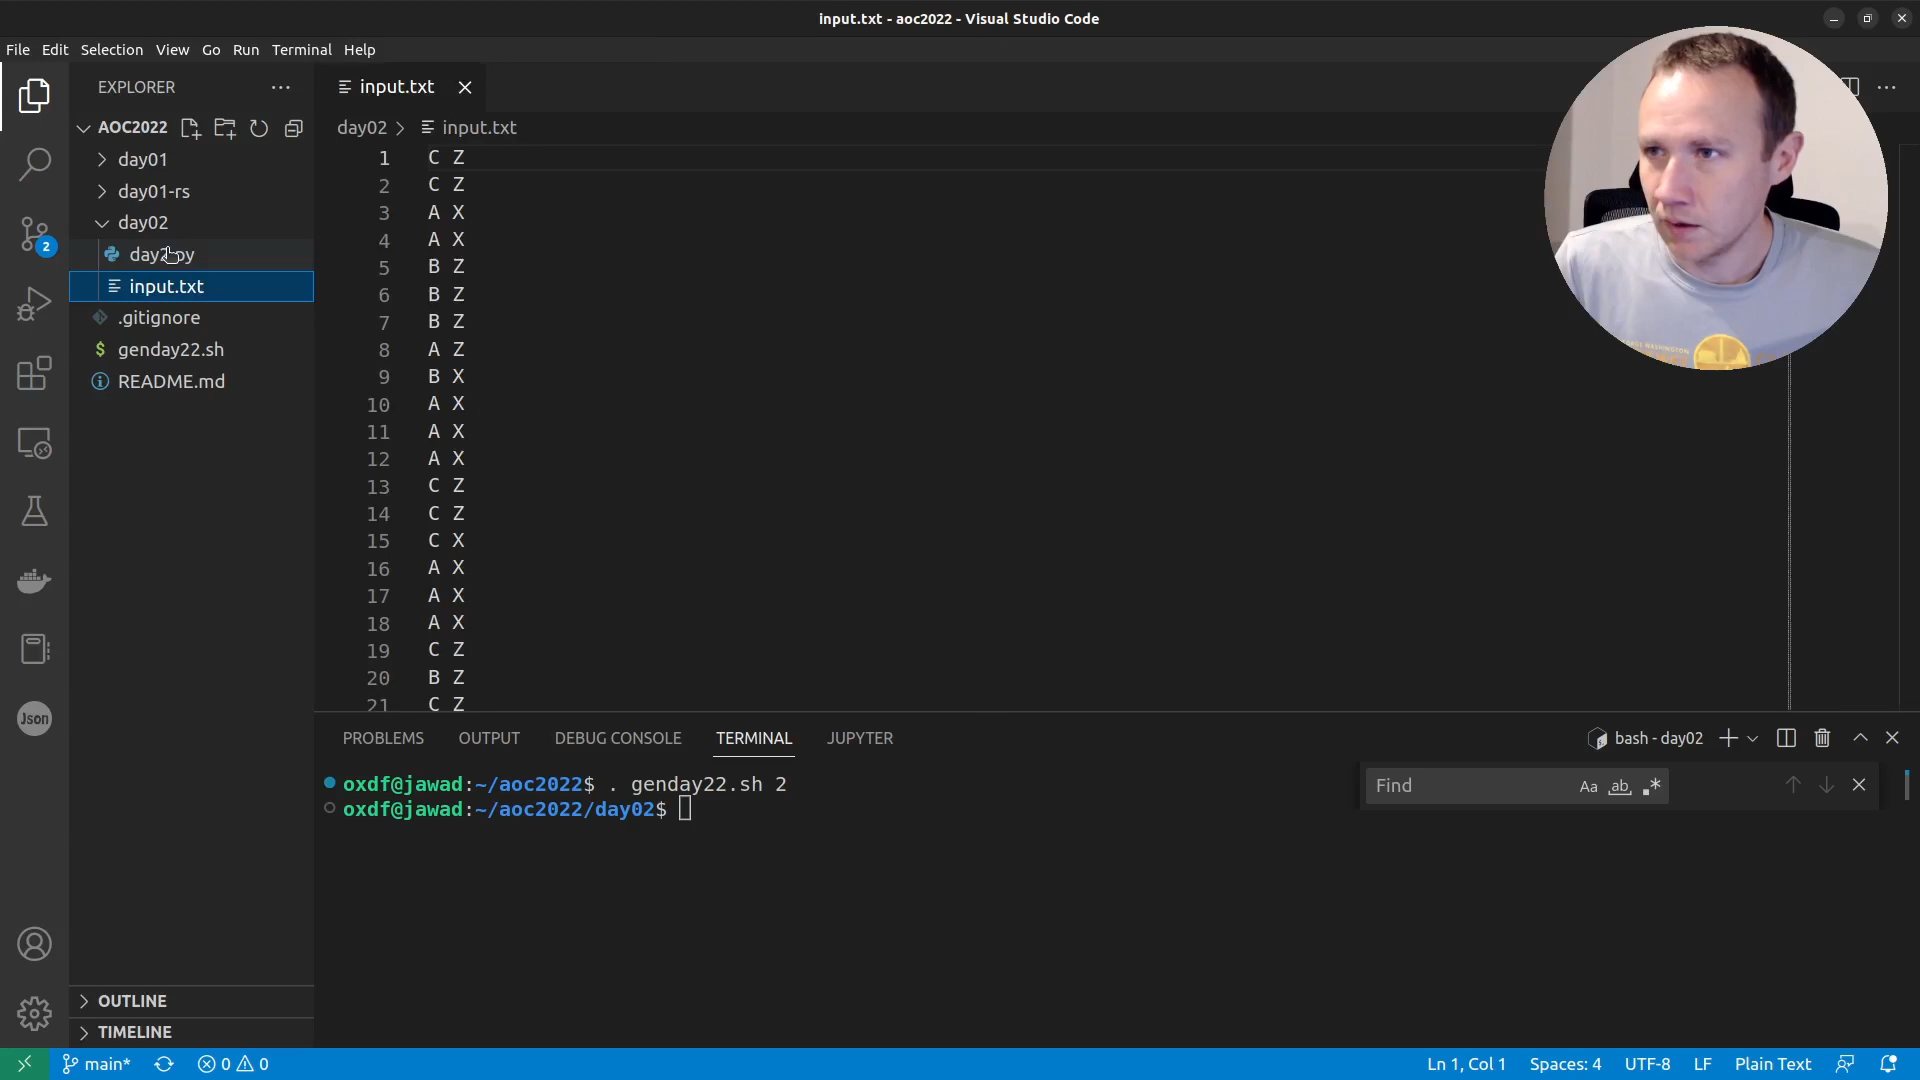 input.txt - aoc2022 - Visual Studio Code
File Edit Selection View Go Run Terminal Help
EXPLORER
input.txt
AOC2022
day02 input.txt
day01
day01-rs
day02
day2.py
input.txt
.gitignore
genday22.sh
README.md
1 C Z
2 C Z
3 A X
4 A X
5 B Z
6 B Z
7 B Z
8 A Z
9 B X
10 A X
11 A X
12 A X
13 C Z
14 C Z
15 C X
16 A X
17 A X
18 A X
19 C Z
20 B Z
21 C Z
2
Json
PROBLEMS OUTPUT DEBUG CONSOLE TERMINAL JUPYTER
bash - day02
oxdf@jawad:~/aoc2022$ . genday22.sh 2
oxdf@jawad:~/aoc2022/day02$
Find Aa ab .*
OUTLINE
TIMELINE
main* 0 0
Ln 1, Col 1 Spaces: 4 UTF-8 LF Plain Text